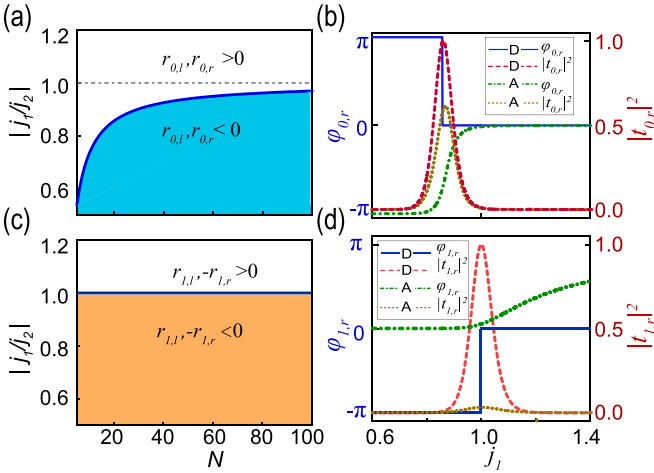 (a)
1.2
1.0
0.8
0.6
|j₁/j₂|
r₀,ₗ,r₀,ᵣ >0
r₀,ₗ,r₀,ᵣ < 0
20
40
60
80
100
N
(b)
π
0
-π
φ₀,ᵣ
D φ₀,ᵣ
D |t₀,ᵣ|²
A φ₀,ᵣ
A |t₀,ᵣ|²
1.0
0.5
0.0
|t₀,ᵣ|²
(c)
1.2
1.0
0.8
0.6
|j₁/j₂|
r₁,ₗ,-r₁,ᵣ >0
r₁,ₗ,-r₁,ᵣ <0
20 40 60 80 100
N
(d)
π
0
-π
φ₁,ᵣ
D φ₁,ᵣ
D |t₁,ᵣ|²
A φ₁,ᵣ
A |t₁,ᵣ|²
1.0
0.5
0.0
|t₁,ᵣ|²
0.6 1.0 1.4
j₁